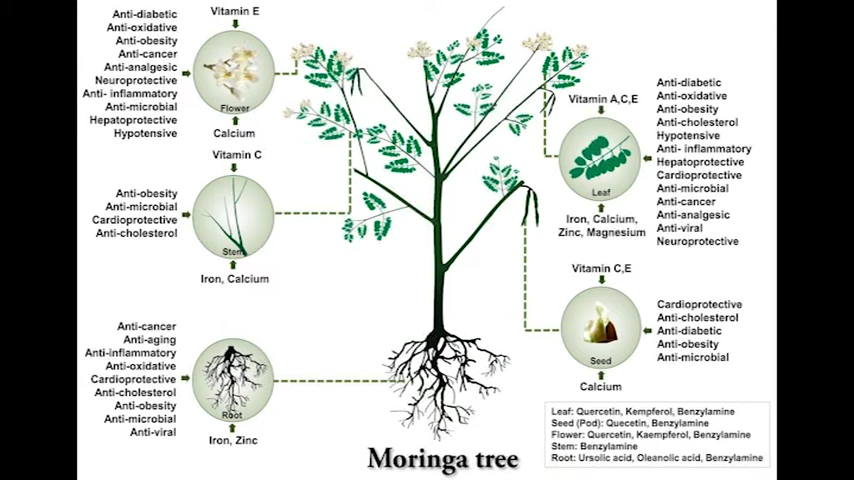 Anti-diabetic
Anti-oxidative
Anti-obesity
Anti-cancer
Anti-analgesic
Neuroprotective
Anti- inflammatory
Anti-microbial
Hepatoprotective
Hypotensive
Vitamin E
Flower
Calcium
Vitamin C
Anti-obesity
Anti-microbial
Cardioprotective
Anti-cholesterol
Stem
Iron, Calcium
Anti-cancer
Anti-aging
Anti-inflammatory
Anti-oxidative
Cardioprotective
Anti-cholesterol
Anti-obesity
Anti-microbial
Anti-viral
Root
Iron, Zinc
Vitamin A,C,E
Leaf
Iron, Calcium,
Zinc, Magnesium
Anti-diabetic
Anti-oxidative
Anti-obesity
Anti-cholesterol
Hypotensive
Anti- inflammatory
Hepatoprotective
Cardioprotective
Anti-microbial
Anti-cancer
Anti-analgesic
Anti-viral
Neuroprotective
Vitamin C,E
Seed
Calcium
Cardioprotective
Anti-cholesterol
Anti-diabetic
Anti-obesity
Anti-microbial
Leaf: Quercetin, Kempferol, Benzylamine
Seed (Pod): Quecetin, Benzylamine
Flower: Quercetin, Kaempferol, Benzylamine
Stem: Benzylamine
Root: Ursolic acid, Oleanolic acid, Benzylamine
Moringa tree